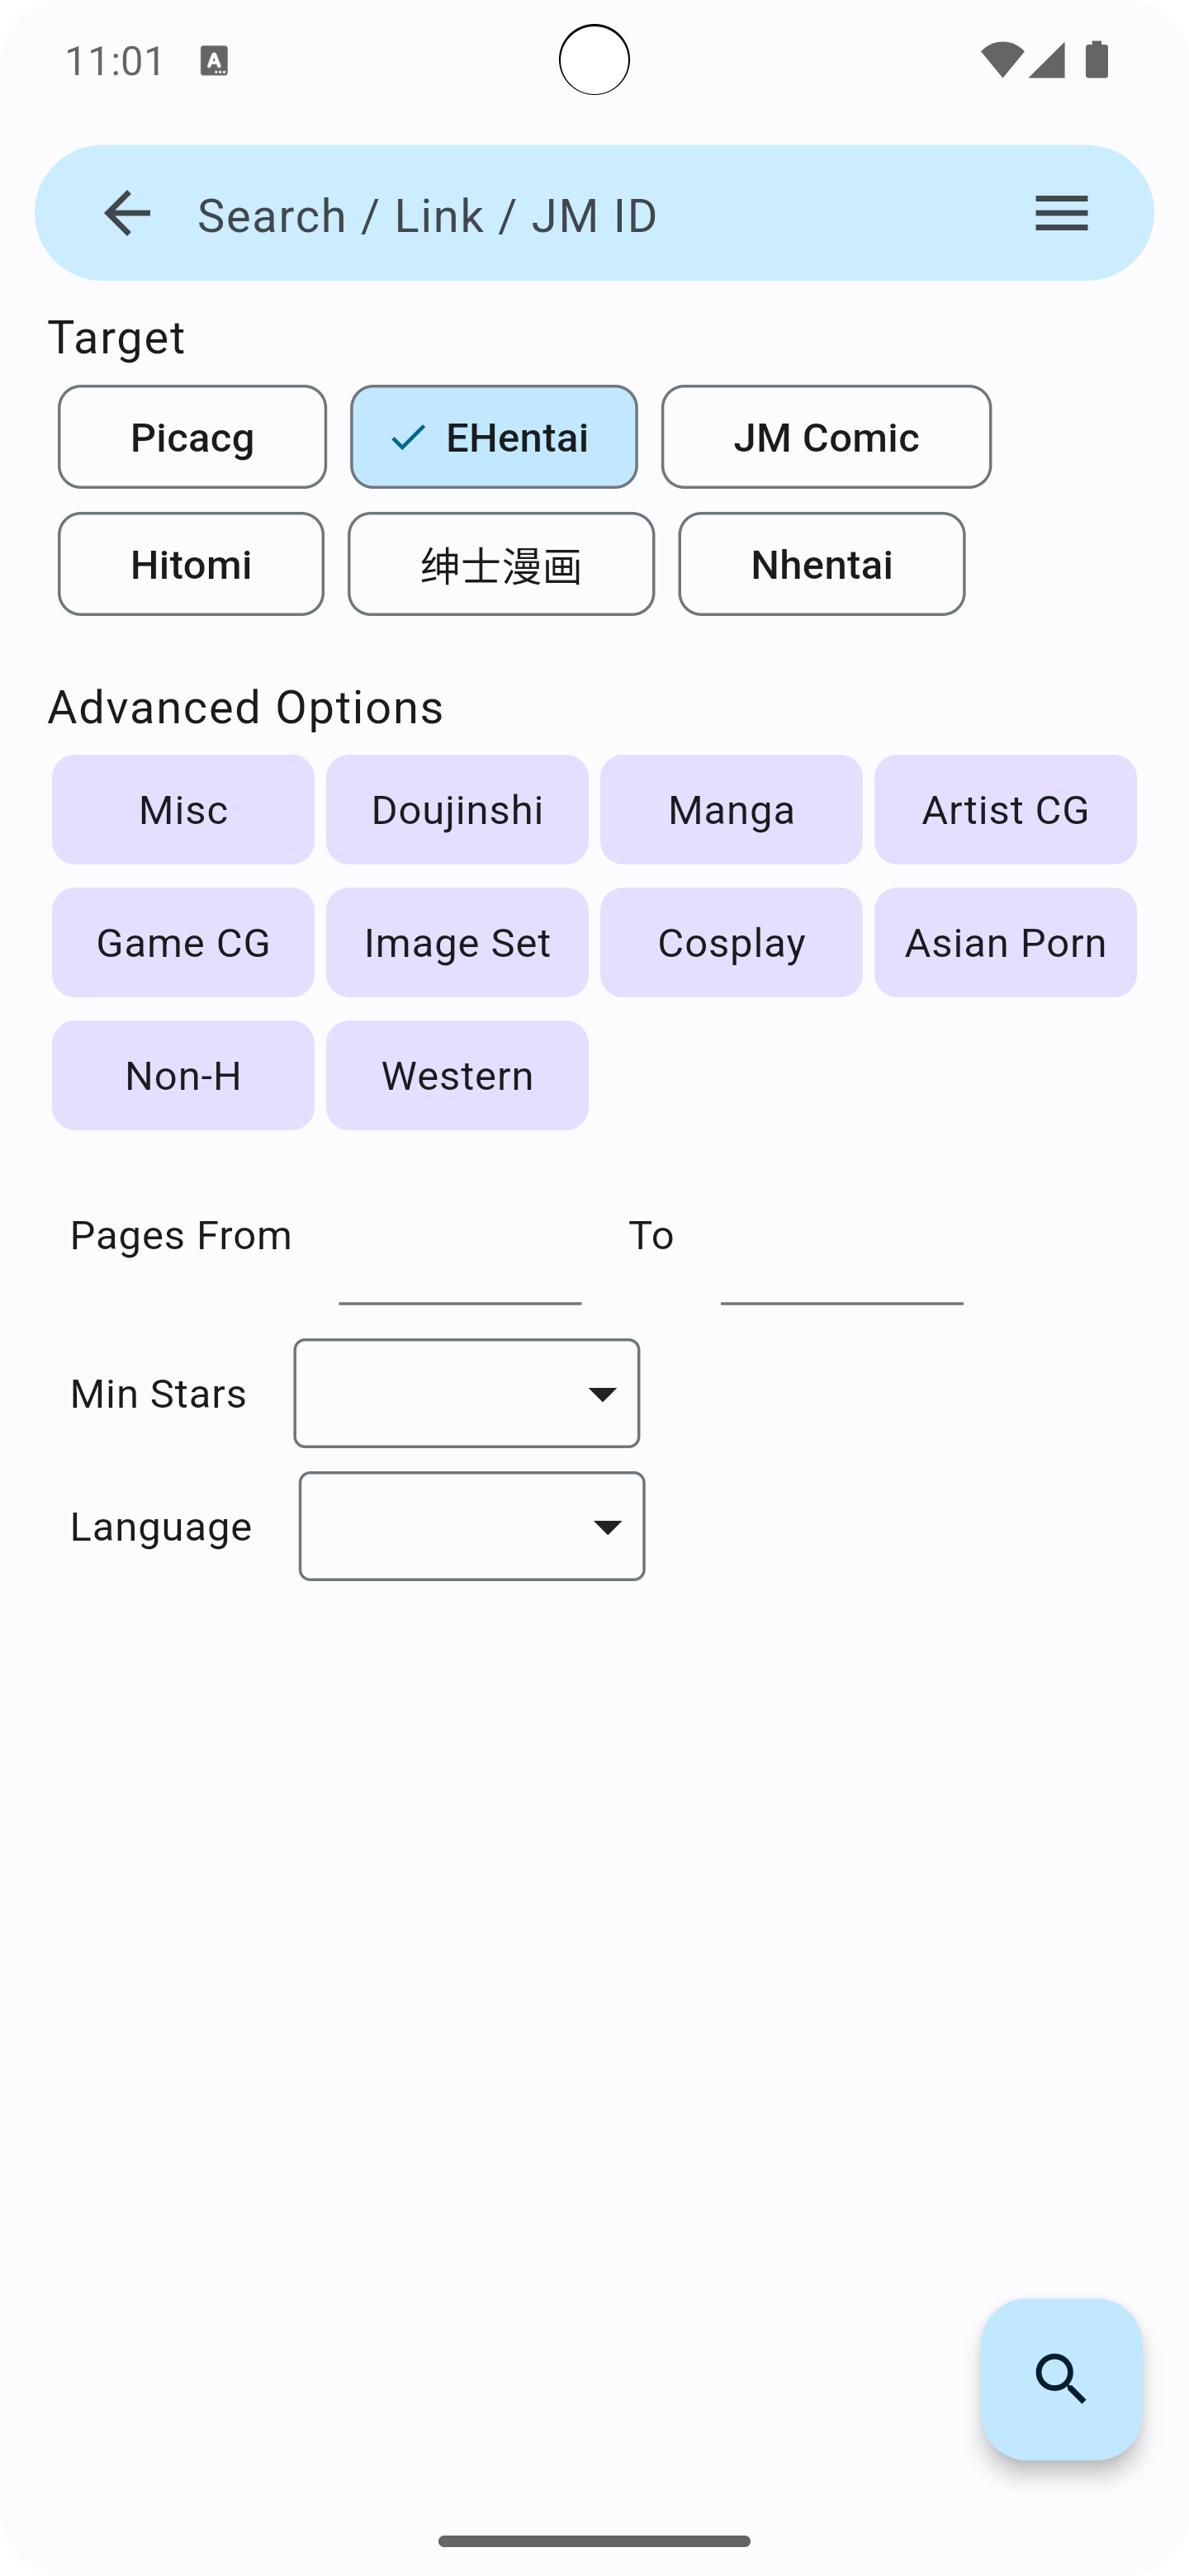 11:01
Search / Link / JM ID
Target
Picacg EHentai JM Comic
Hitomi 绅士漫画 Nhentai
Advanced Options
Misc Doujinshi Manga Artist CG
Game CG Image Set Cosplay Asian Porn
Non-H Western
Pages From To
Min Stars
Language